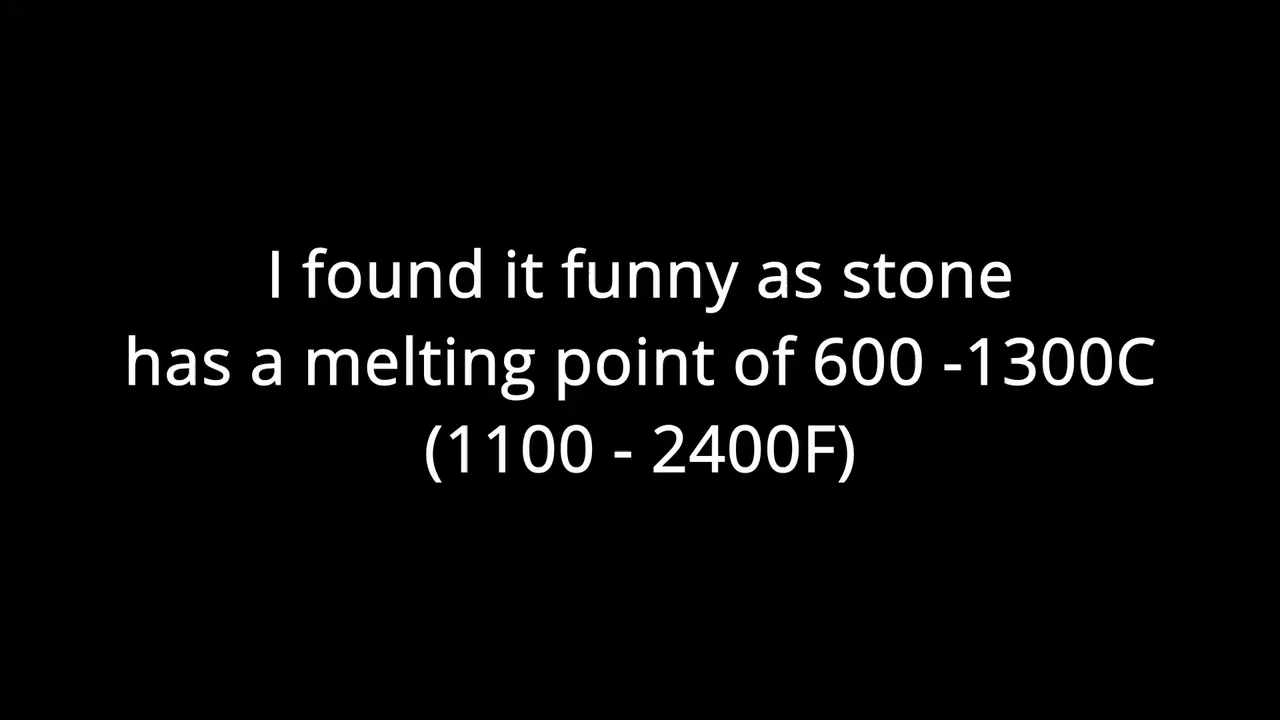 I found it funny as stone
has a melting point of 600 -1300C
(1100 - 2400F)